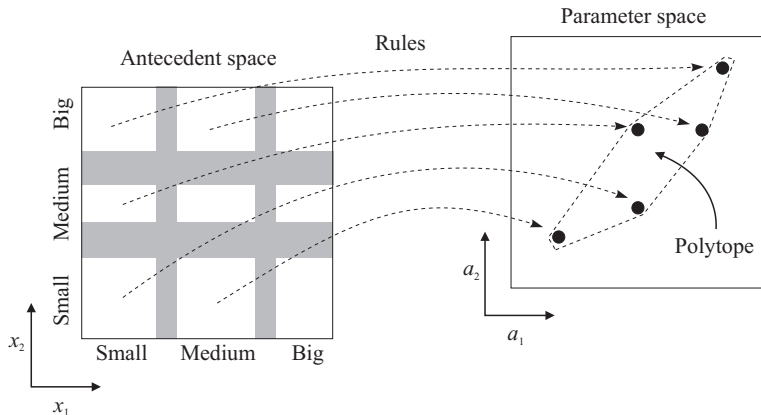 Parameter space
Rules
Antecedent space
Big
Medium
Small
Small Medium Big
x2
x1
Polytope
a2
a1